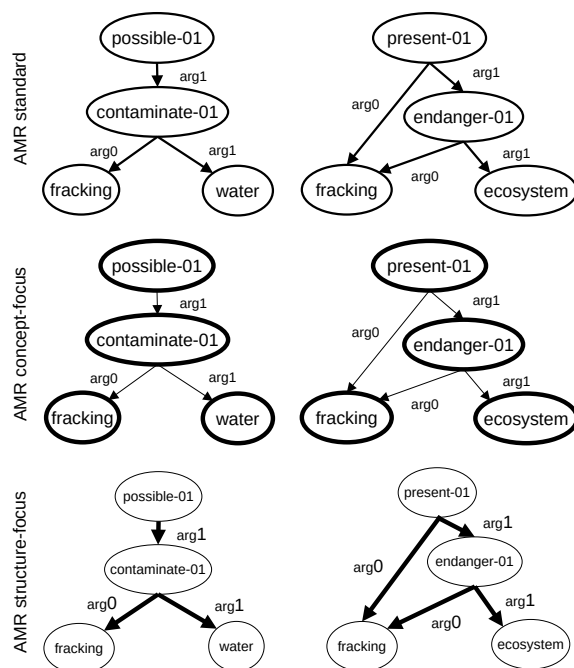 AMR standard
possible-01
arg1
contaminate-01
arg0
arg1
fracking
water
present-01
arg1
arg0
endanger-01
arg0
arg1
fracking
ecosystem
AMR concept-focus
possible-01
arg1
contaminate-01
arg0
arg1
fracking
water
present-01
arg1
arg0
endanger-01
arg0
arg1
fracking
ecosystem
AMR structure-focus
possible-01
arg1
contaminate-01
arg0
arg1
fracking
water
present-01
arg1
arg0
endanger-01
arg0
arg1
fracking
ecosystem